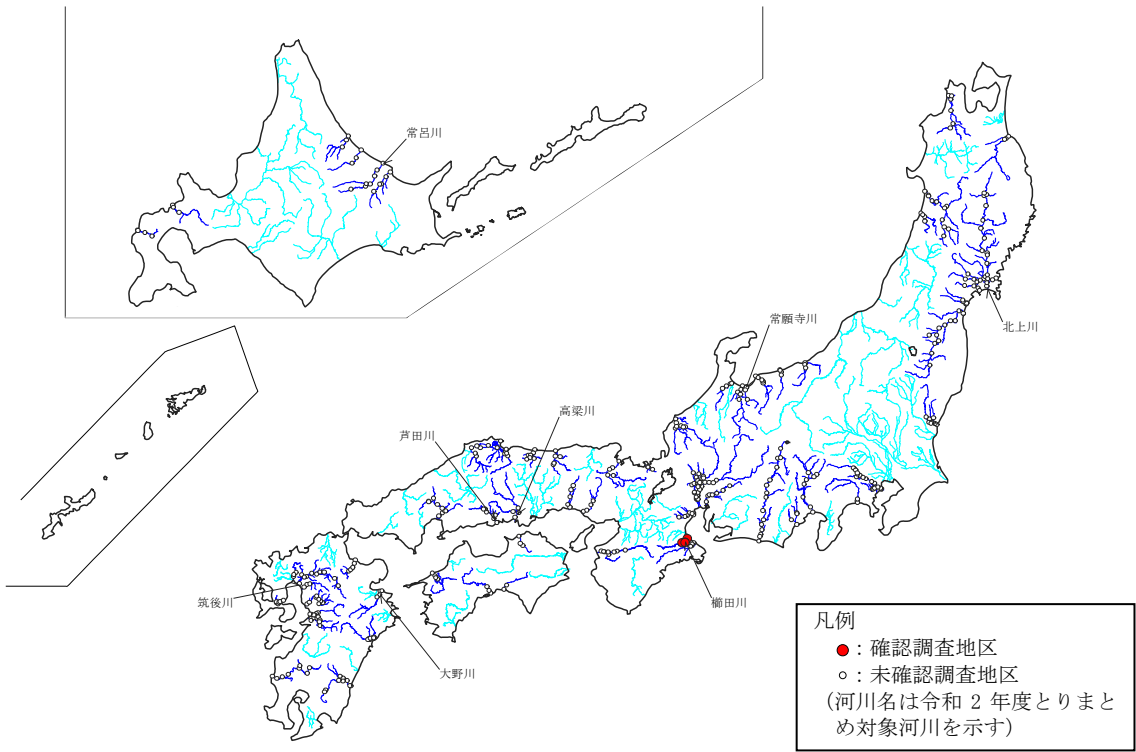 常呂川
北上川
常願寺川
高梁川
芦田川
筑後川
櫛田川
大野川
凡例
：確認調査地区
：未確認調査地区
(河川名は令和 2 年度とりまと
め対象河川を示す)